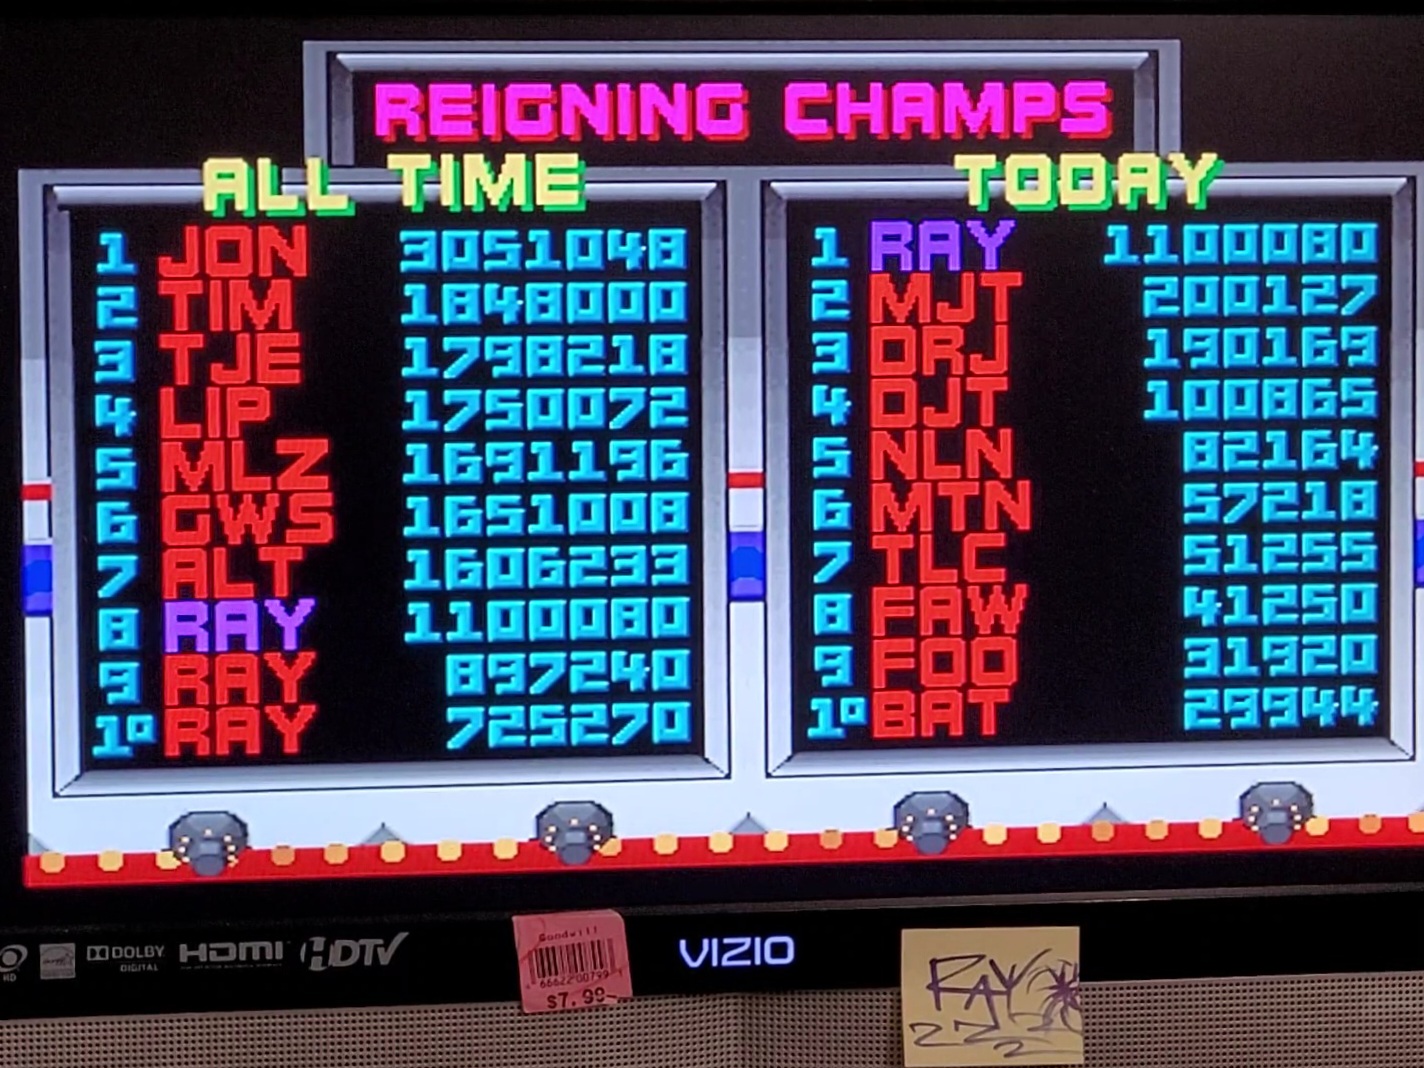 REIGNING CHAMPS
ALL TIME
1 JON 3051048
2 TIM 1848000
3 TJE 1798218
4 LIP 1750072
5 MLZ 1691196
6 GWS 1651008
7 ALT 1606233
8 RAY 1100080
9 RAY 897240
10 RAY 725270
TODAY
1 RAY 1100080
2 MJT 200127
3 DRJ 190169
4 DJT 100865
5 NLN 82164
6 MTN 57218
7 TLC 51255
8 FAW 41250
9 FOO 31920
10 BAT 29944
HD
DOLBY
DIGITAL
HDMI
HDTV
Goodwill
$7.99
VIZIO
RAY
222
2